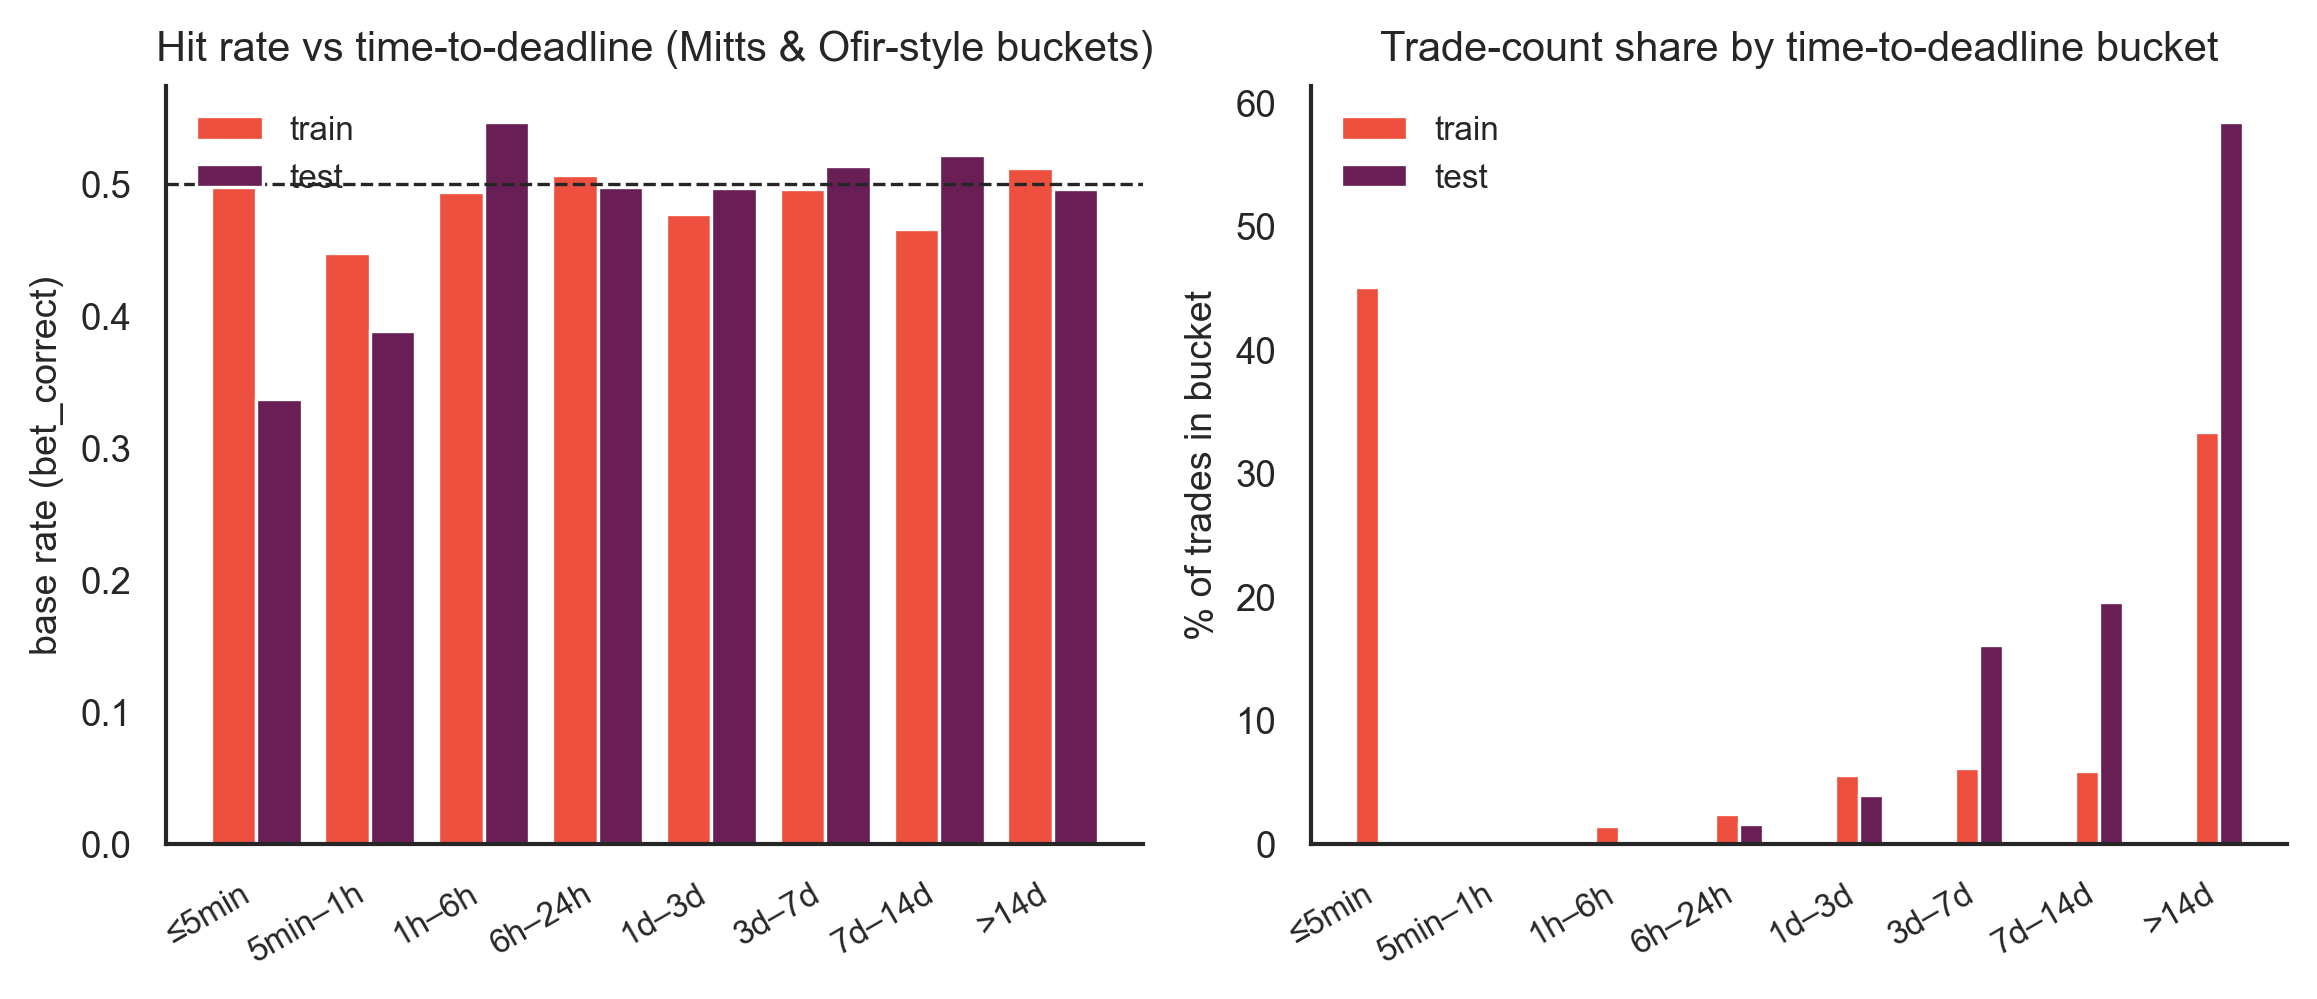 Hit rate vs time-to-deadline (Mitts & Ofir-style buckets)
train
test
base rate (bet_correct)
0.5
0.4
0.3
0.2
0.1
0.0
≤5min
5min–1h
1h–6h
6h–24h
1d–3d
3d–7d
7d–14d
>14d
Trade-count share by time-to-deadline bucket
train
test
% of trades in bucket
60
50
40
30
20
10
0
≤5min
5min–1h
1h–6h
6h–24h
1d–3d
3d–7d
7d–14d
>14d